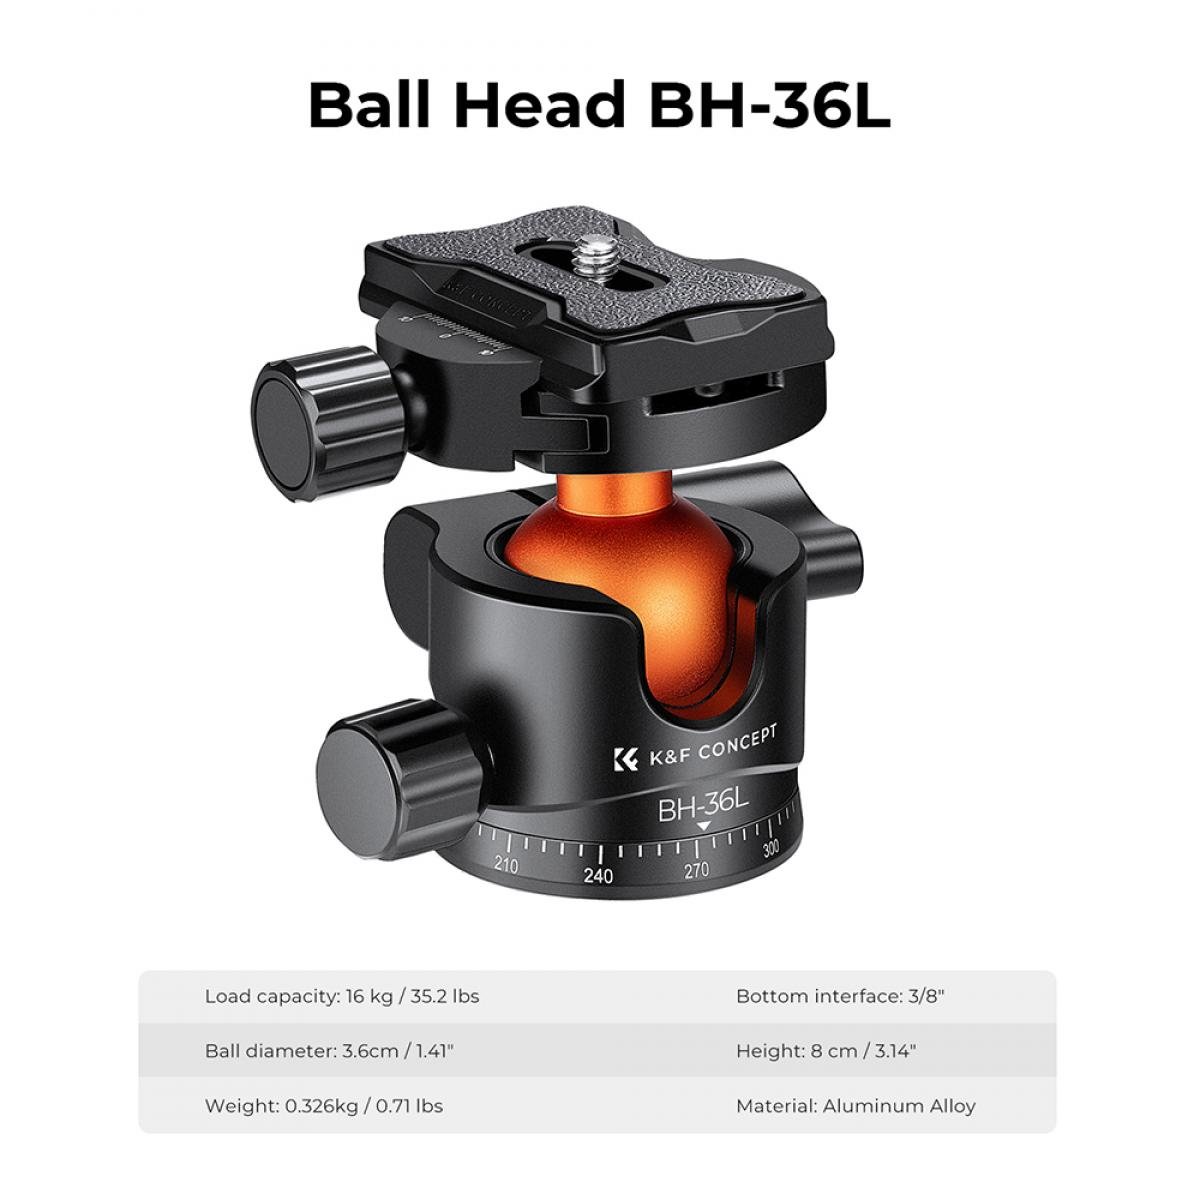 Ball Head BH-36L
K&F CONCEPT
0
K&F CONCEPT
BH-36L
210 240 270 300
Load capacity: 16 kg / 35.2 lbs
Bottom interface: 3/8"
Ball diameter: 3.6cm / 1.41"
Height: 8 cm / 3.14"
Weight: 0.326kg / 0.71 lbs
Material: Aluminum Alloy